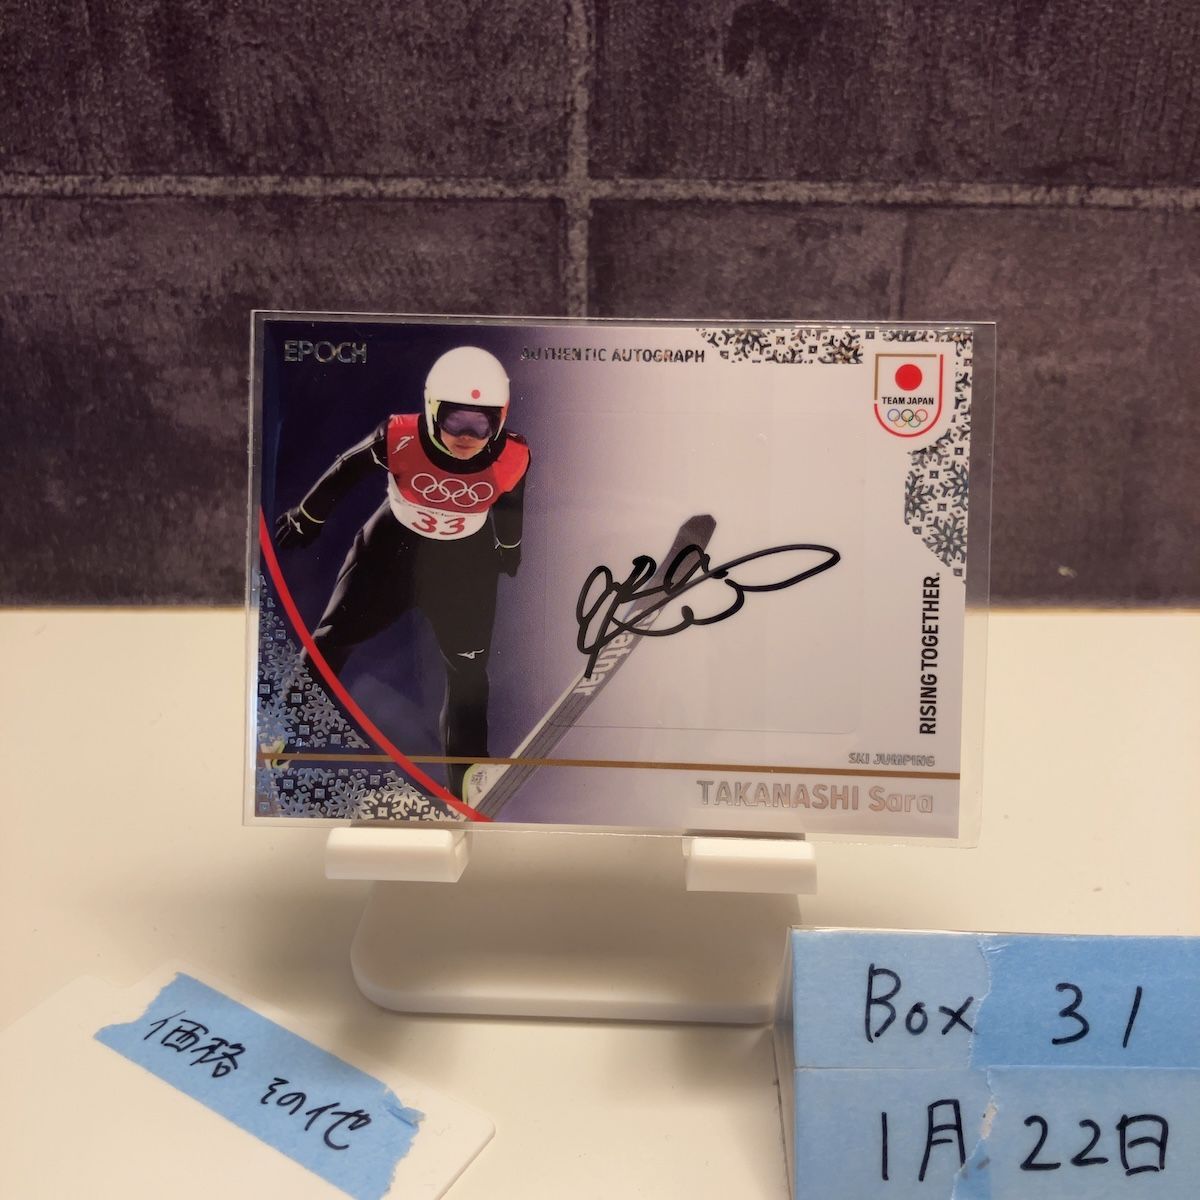 EPOCH
AUTHENTIC AUTOGRAPH
TEAM JAPAN
33
RISING TOGETHER.
SKI JUMPING
TAKANASHI Sara
価格 その他
Box 31
1月22日